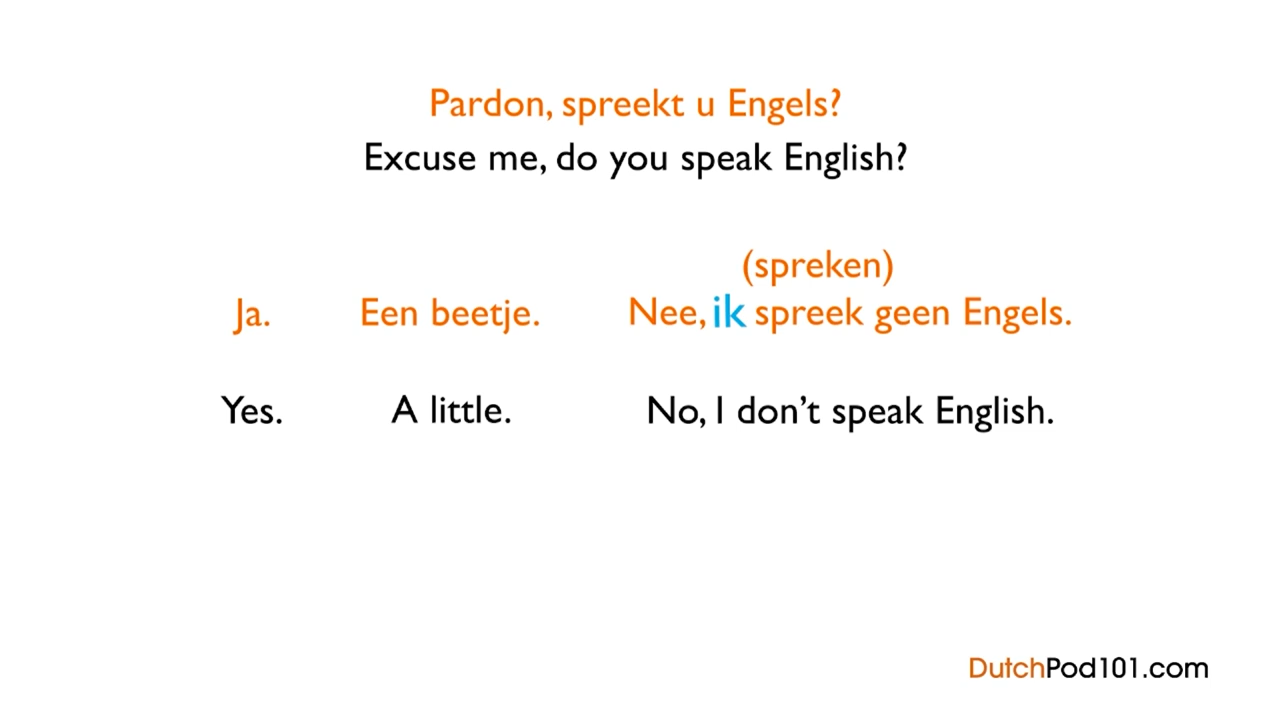 Pardon, spreekt u Engels?
Excuse me, do you speak English?
(spreken)
Ja. Een beetje. Nee, ik spreek geen Engels.
Yes. A little. No, I don't speak English.
DutchPod101.com